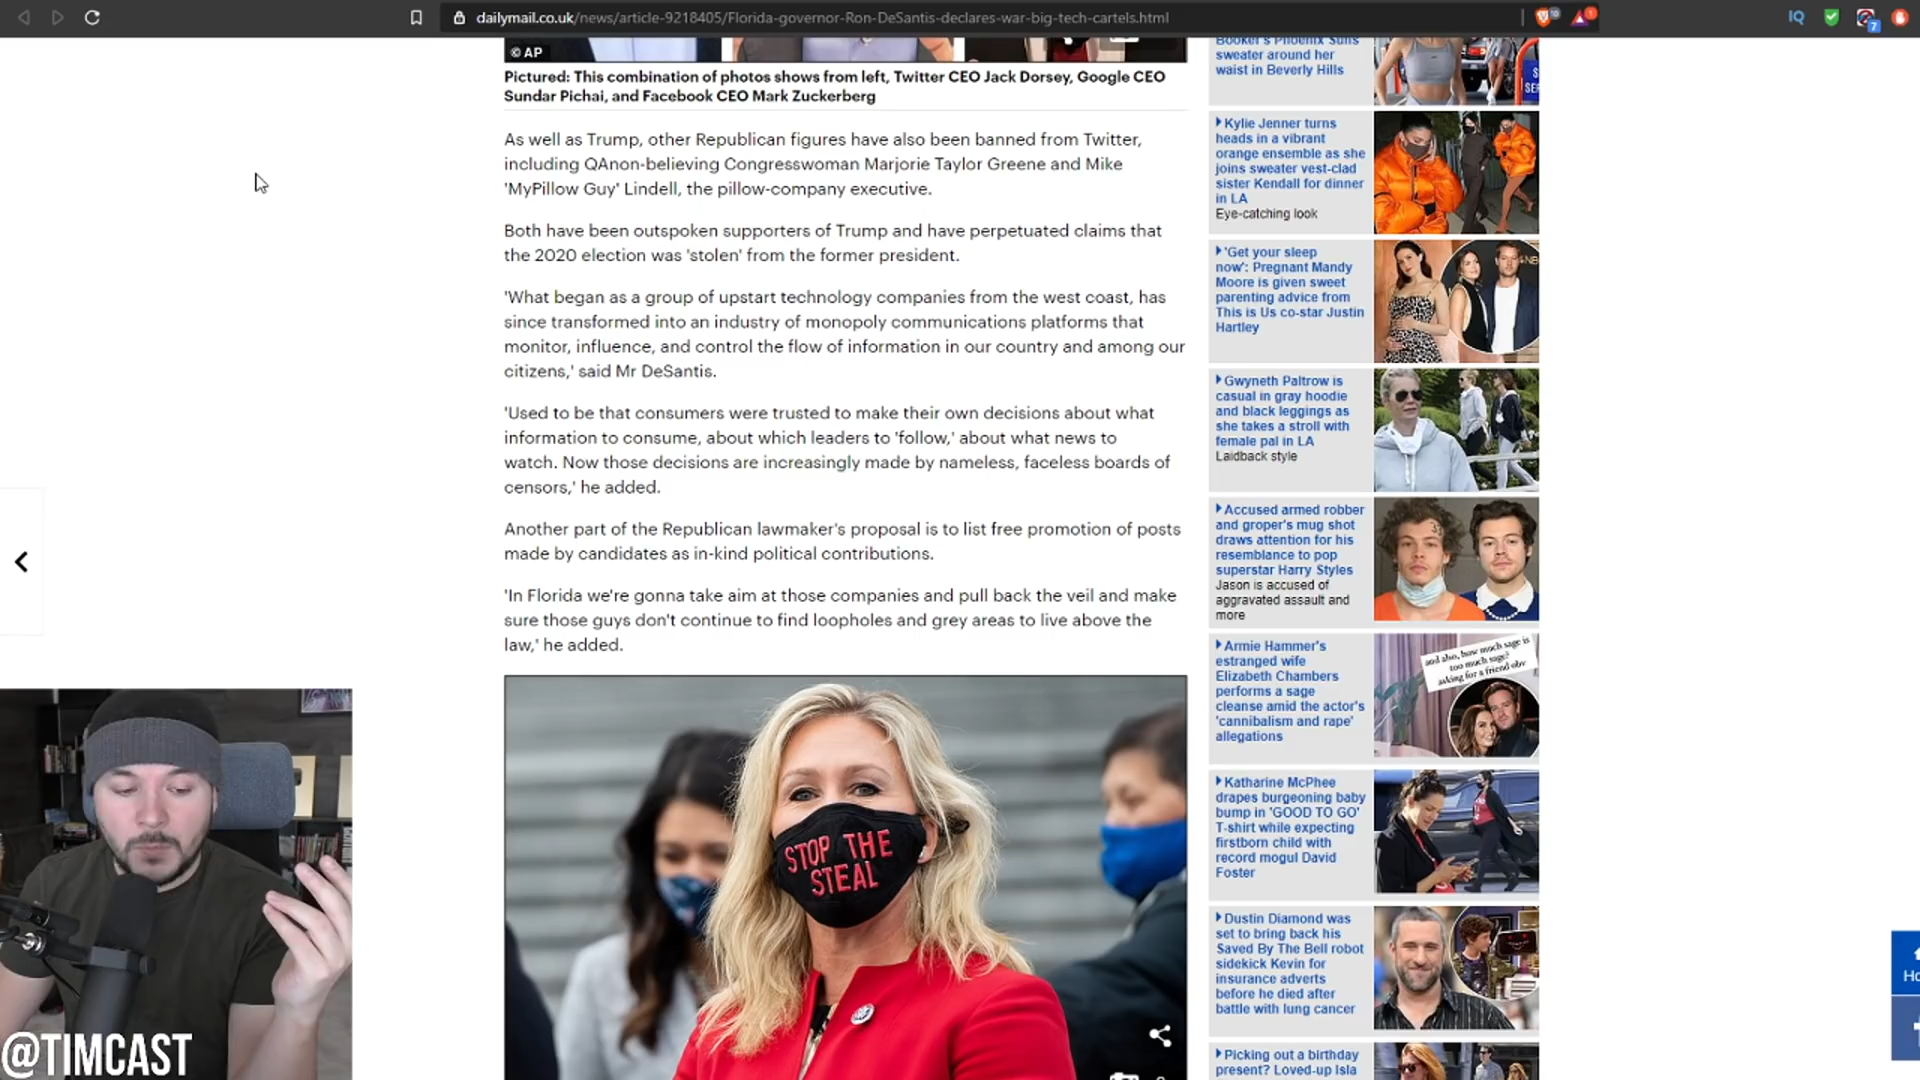 dailymail.co.uk/news/article-9218405/Florida-governor-Ron-DeSantis-declares-war-big-tech-cartels.html
IQ
7
© AP
Pictured: This combination of photos shows from left, Twitter CEO Jack Dorsey, Google CEO
Sundar Pichai, and Facebook CEO Mark Zuckerberg
As well as Trump, other Republican figures have also been banned from Twitter,
including QAnon-believing Congresswoman Marjorie Taylor Greene and Mike
'MyPillow Guy' Lindell, the pillow-company executive.
Both have been outspoken supporters of Trump and have perpetuated claims that
the 2020 election was 'stolen' from the former president.
'What began as a group of upstart technology companies from the west coast, has
since transformed into an industry of monopoly communications platforms that
monitor, influence, and control the flow of information in our country and among our
citizens,' said Mr DeSantis.
'Used to be that consumers were trusted to make their own decisions about what
information to consume, about which leaders to 'follow,' about what news to
watch. Now those decisions are increasingly made by nameless, faceless boards of
censors,' he added.
Another part of the Republican lawmaker's proposal is to list free promotion of posts
made by candidates as in-kind political contributions.
'In Florida we're gonna take aim at those companies and pull back the veil and make
sure those guys don't continue to find loopholes and grey areas to live above the
law,' he added.
STOP THE
STEAL
Booker's Phoenix Suns
sweater around her
waist in Beverly Hills
Kylie Jenner turns
heads in a vibrant
orange ensemble as she
joins sweater vest-clad
sister Kendall for dinner
in LA
Eye-catching look
'Get your sleep
now': Pregnant Mandy
Moore is given sweet
parenting advice from
This is Us co-star Justin
Hartley
Gwyneth Paltrow is
casual in gray hoodie
and black leggings as
she takes a stroll with
female pal in LA
Laidback style
Accused armed robber
and groper's mug shot
draws attention for his
resemblance to pop
superstar Harry Styles
Jason is accused of
aggravated assault and
more
Armie Hammer's
estranged wife
Elizabeth Chambers
performs a sage
cleanse amid the actor's
'cannibalism and rape'
allegations
and also, how much sage is
too much sage?
asking for a friend obv
Katharine McPhee
drapes burgeoning baby
bump in 'GOOD TO GO'
T-shirt while expecting
firstborn child with
record mogul David
Foster
Dustin Diamond was
set to bring back his
Saved By The Bell robot
sidekick Kevin for
insurance adverts
before he died after
battle with lung cancer
Picking out a birthday
present? Loved-up Isla
Ho
@TIMCAST